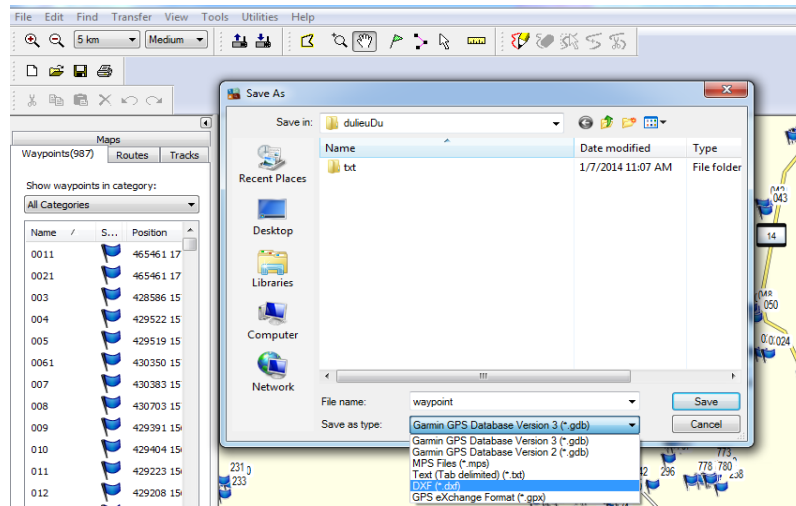 File Edit Find Transfer View Tools Utilities Help
5 km Medium
Save As
Save in: dulieuDu
Name Date modified Type
txt 1/7/2014 11:07 AM File folder
Recent Places
Desktop
Libraries
Computer
Network
File name: waypoint Save
Save as type: Garmin GPS Database Version 3 (*.gdb) Cancel
Garmin GPS Database Version 3 (*.gdb)
Garmin GPS Database Version 2 (*.gdb)
MPS Files (*.mps)
Text (Tab delimited) (*.txt)
DXF (*.dxf)
GPS eXchange Format (*.gpx)
Maps
Waypoints(987) Routes Tracks
Show waypoints in category:
All Categories
Name S... Position
0011 465461 17
0021 465461 17
003 428586 15
004 429522 15
005 429519 15
0061 430350 15
007 430383 15
008 430703 15
009 429391 15
010 429404 15
011 429223 15
012 429208 15
043
14
050
024
231
233
296
778 780
773